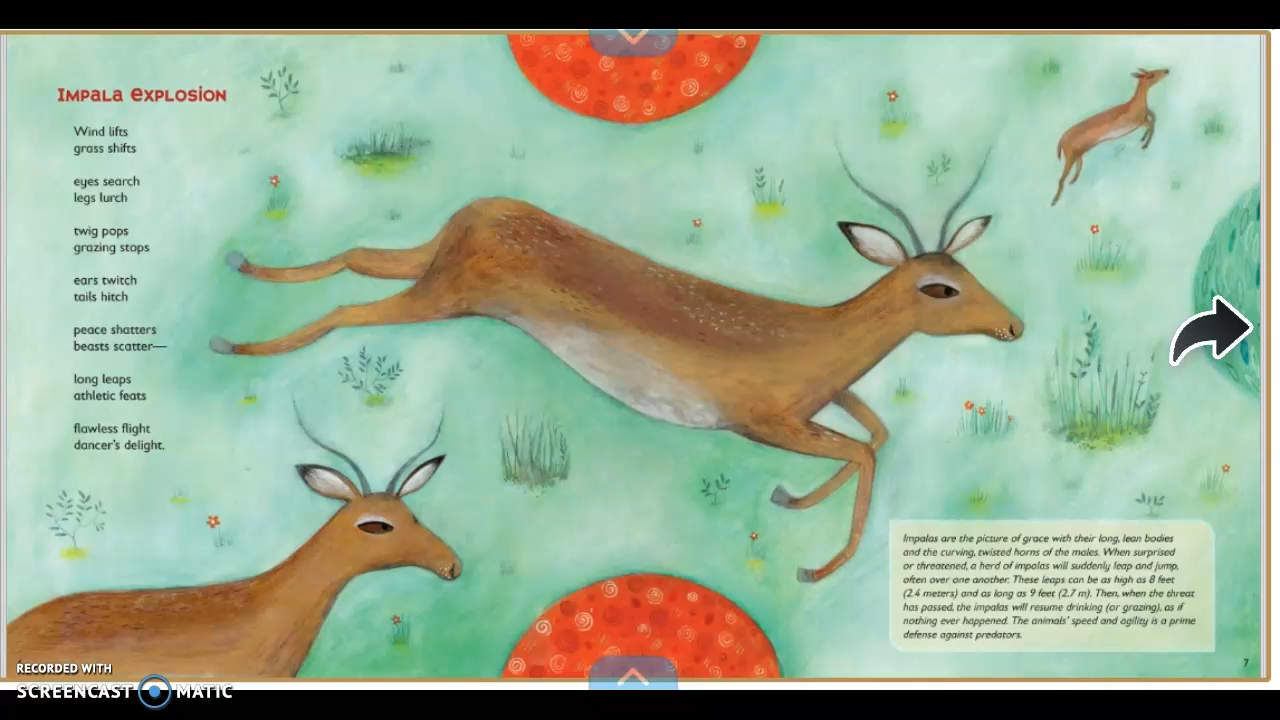 Impala Explosion
Wind lifts
grass shifts
eyes search
legs lurch
twig pops
grazing stops
ears twitch
tails hitch
peace shatters
beasts scatter—
long leaps
athletic feats
flawless flight
dancer's delight.
Impalas are the picture of grace with their long, lean bodies
and the curving, twisted horns of the males. When surprised
or threatened, a herd of impalas will suddenly leap and jump,
often over one another. These leaps can be as high as 8 feet
(2.4 meters) and as long as 9 feet (2.7 m). Then, when the threat
has passed, the impalas will resume drinking (or grazing), as if
nothing ever happened. The animals' speed and agility is a prime
defense against predators.
7
RECORDED WITH
SCREENCAST MATIC